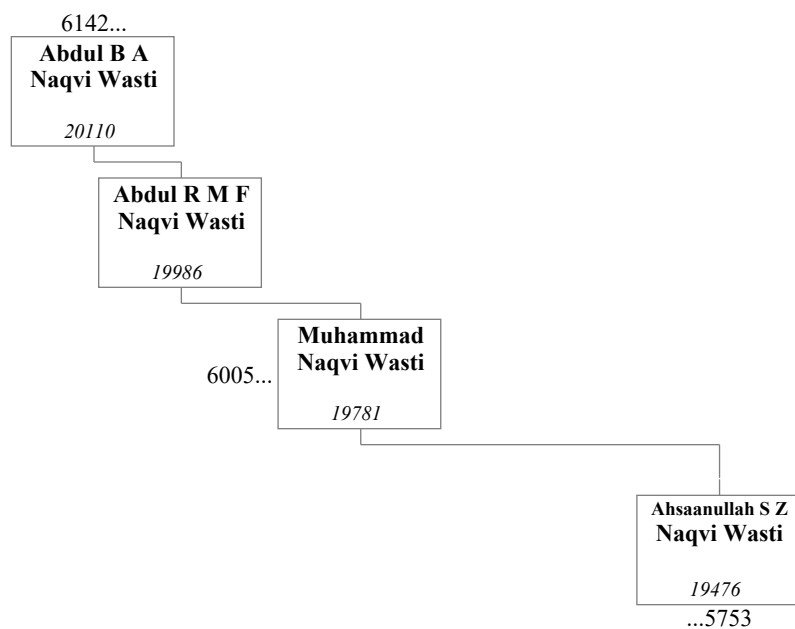 6142...
Abdul B A
Naqvi Wasti
20110
Abdul R M F
Naqvi Wasti
19986
Muhammad
Naqvi Wasti
6005...
19781
Ahsaanullah S Z
Naqvi Wasti
19476
...5753